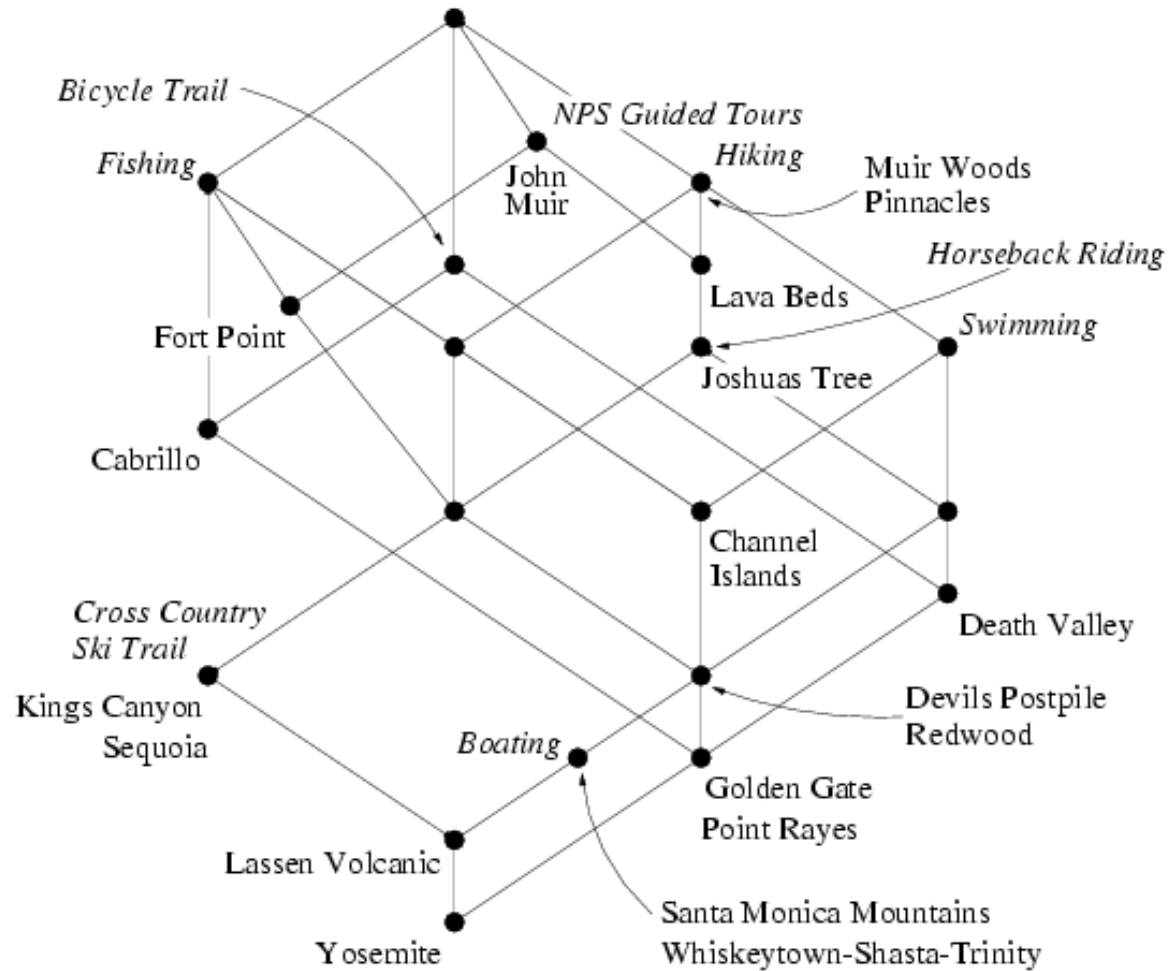 Bicycle Trail
NPS Guided Tours
Hiking
Fishing
John
Muir
Muir Woods
Pinnacles
Horseback Riding
Lava Beds
Swimming
Fort Point
Joshuas Tree
Cabrillo
Channel
Islands
Cross Country
Ski Trail
Death Valley
Kings Canyon
Sequoia
Devils Postpile
Redwood
Boating
Golden Gate
Point Rayes
Lassen Volcanic
Santa Monica Mountains
Whiskeytown-Shasta-Trinity
Yosemite